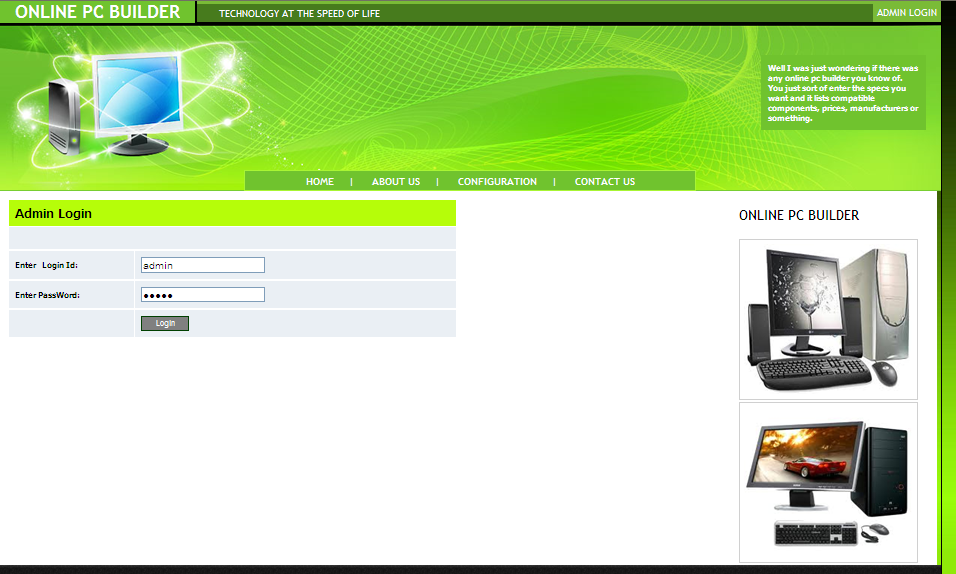 ONLINE PC BUILDER
TECHNOLOGY AT THE SPEED OF LIFE
ADMIN LOGIN
Well I was just wondering if there was
any online pc builder you know of.
You just sort of enter the specs you
want and it lists compatible
components, prices, manufacturers or
something.
HOME | ABOUT US | CONFIGURATION | CONTACT US
Admin Login
Enter Login Id:
admin
Enter PassWord:
•••••
Login
ONLINE PC BUILDER